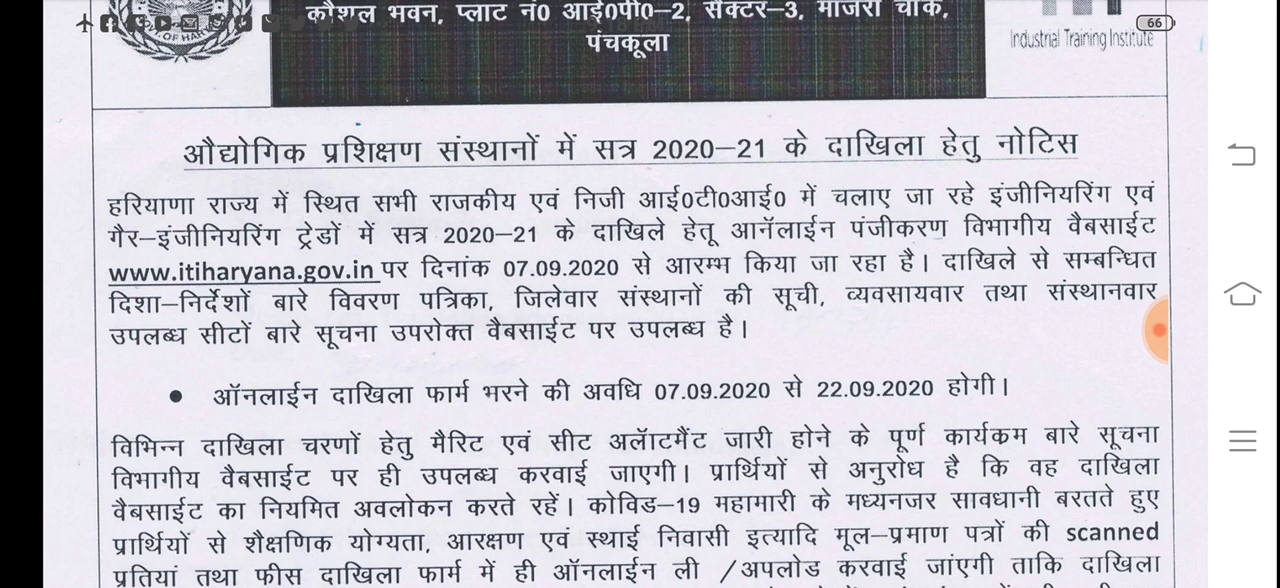 कौशल भवन, प्लाट नं0 आई0पी0–2, सैक्टर–3, माजरी चौक,
पंचकूला
66
Industrial Training Institute
औद्योगिक प्रशिक्षण संस्थानों में सत्र 2020–21 के दाखिला हेतु नोटिस
हरियाणा राज्य में स्थित सभी राजकीय एवं निजी आई0टी0आई0 में चलाए जा रहे इंजीनियरिंग एवं
गैर–इंजीनियरिंग ट्रेडों में सत्र 2020–21 के दाखिले हेतू आनॅलाईन पंजीकरण विभागीय वैबसाईट
www.itiharyana.gov.in पर दिनांक 07.09.2020 से आरम्भ किया जा रहा है। दाखिले से सम्बन्धित
दिशा–निर्देशों बारे विवरण पत्रिका, जिलेवार संस्थानों की सूची, व्यवसायवार तथा संस्थानवार
उपलब्ध सीटों बारे सूचना उपरोक्त वैबसाईट पर उपलब्ध है।
• ऑनलाईन दाखिला फार्म भरने की अवधि 07.09.2020 से 22.09.2020 होगी।
विभिन्न दाखिला चरणों हेतु मैरिट एवं सीट अलॅाटमैंट जारी होने के पूर्ण कार्यकम बारे सूचना
विभागीय वैबसाईट पर ही उपलब्ध करवाई जाएगी। प्रार्थियों से अनुरोध है कि वह दाखिला
वैबसाईट का नियमित अवलोकन करते रहें। कोविड–19 महामारी के मध्यनजर सावधानी बरतते हुए
प्रार्थियों से शैक्षणिक योग्यता, आरक्षण एवं स्थाई निवासी इत्यादि मूल–प्रमाण पत्रों की scanned
प्रतियां तथा फीस दाखिला फार्म में ही ऑनलाईन ली /अपलोड करवाई जाएंगी ताकि दाखिला